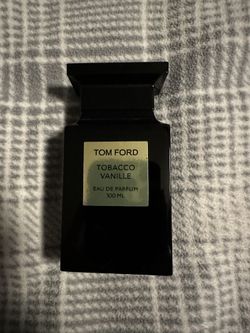 TOM FORD
TOBACCO
VANILLE
EAU DE PARFUM
100 ML